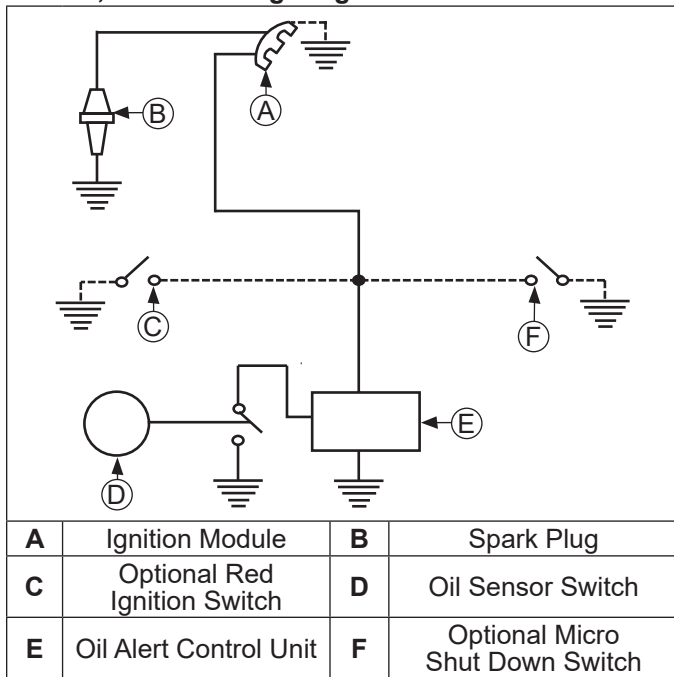 A
B
C
F
E
D
A Ignition Module B Spark Plug
C Optional Red Ignition Switch D Oil Sensor Switch
E Oil Alert Control Unit F Optional Micro Shut Down Switch